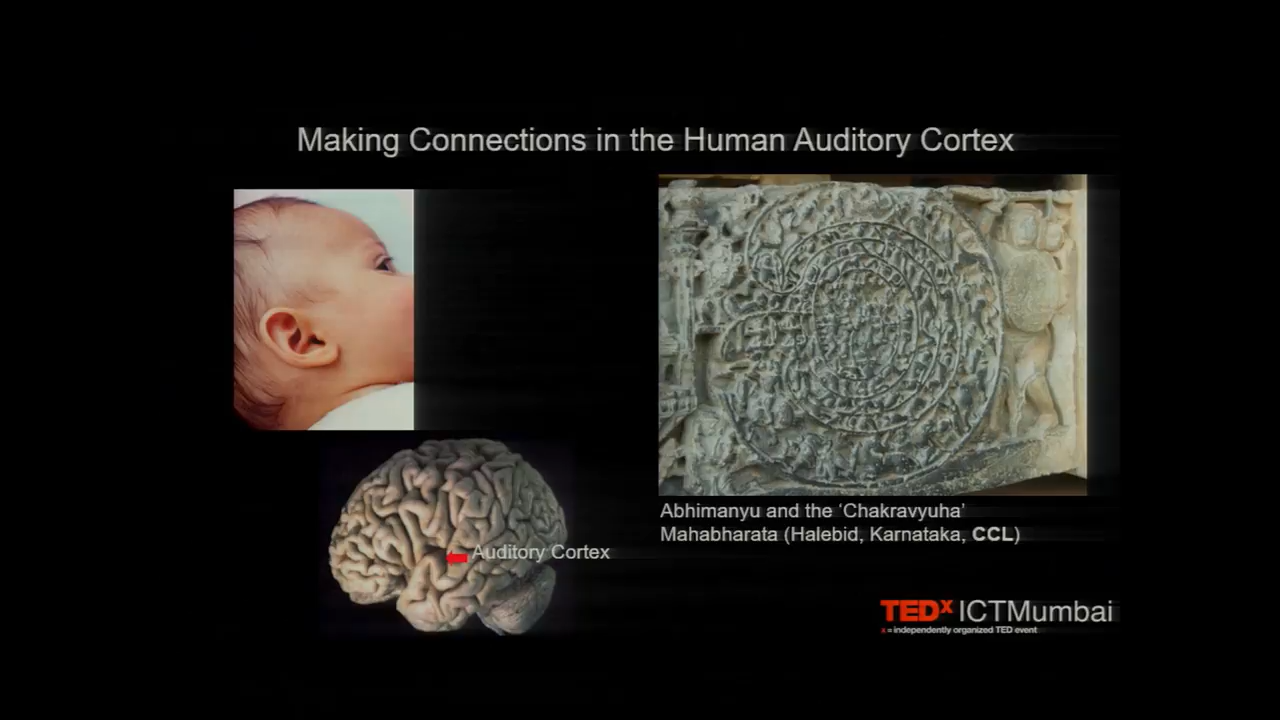 Making Connections in the Human Auditory Cortex
Auditory Cortex
Abhimanyu and the ‘Chakravyuha’
Mahabharata (Halebid, Karnataka, CCL)
TEDx ICTMumbai
x = independently organized TED event